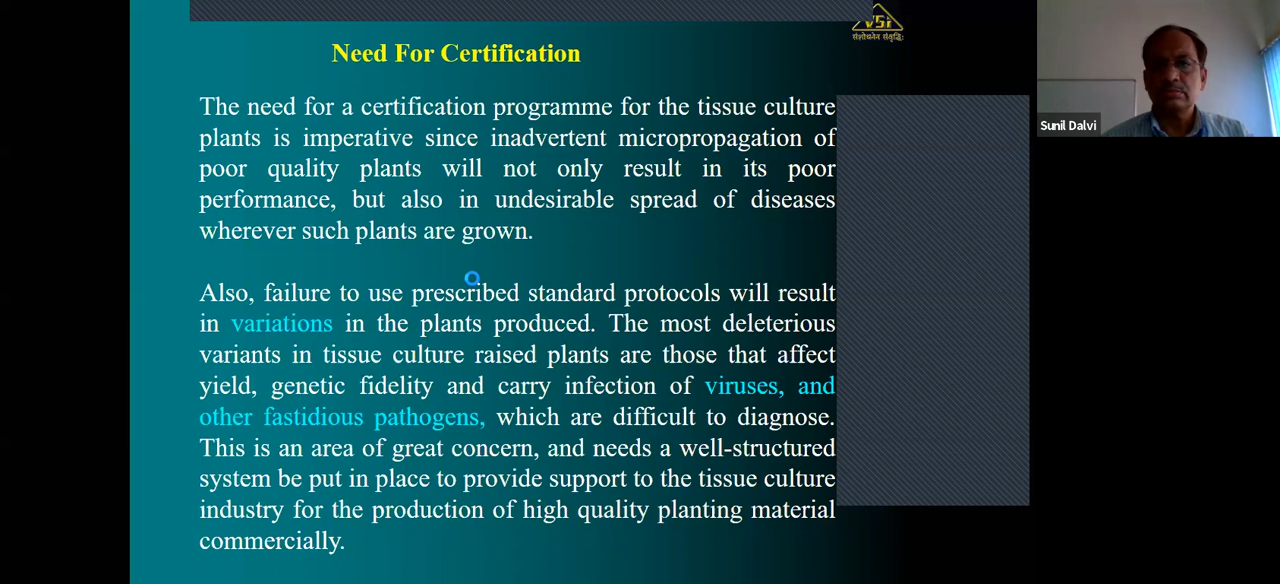 vSi
संशोधनेन संवृद्धिः
Need For Certification
Sunil Dalvi
The need for a certification programme for the tissue culture
plants is imperative since inadvertent micropropagation of
poor quality plants will not only result in its poor
performance, but also in undesirable spread of diseases
wherever such plants are grown.
Also, failure to use prescribed standard protocols will result
in variations in the plants produced. The most deleterious
variants in tissue culture raised plants are those that affect
yield, genetic fidelity and carry infection of viruses, and
other fastidious pathogens, which are difficult to diagnose.
This is an area of great concern, and needs a well-structured
system be put in place to provide support to the tissue culture
industry for the production of high quality planting material
commercially.